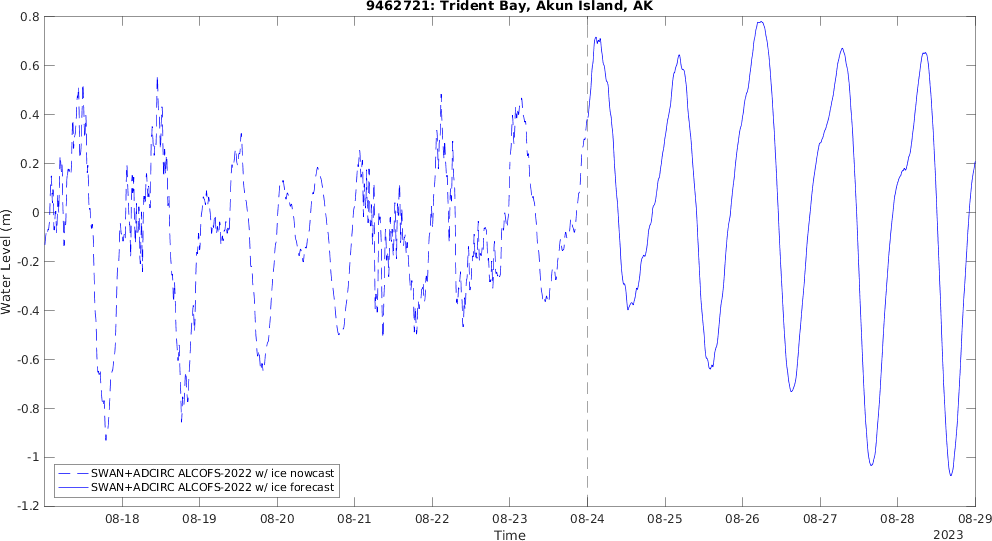 9462721: Trident Bay, Akun Island, AK
Water Level (m)
0.8
0.6
0.4
0.2
0
-0.2
-0.4
-0.6
-0.8
-1
-1.2
SWAN+ADCIRC ALCOFS-2022 w/ ice nowcast
SWAN+ADCIRC ALCOFS-2022 w/ ice forecast
08-18 08-19 08-20 08-21 08-22 08-23 08-24 08-25 08-26 08-27 08-28 08-29
Time
2023